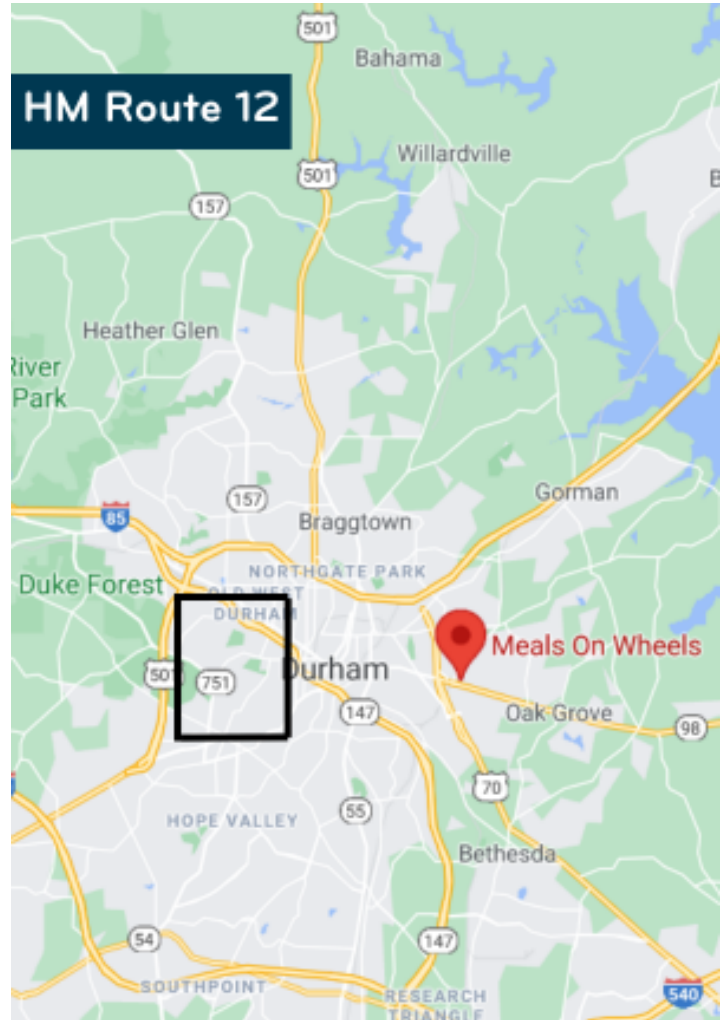 501
Bahama
HM Route 12
Willardville
501
B
157
Heather Glen
River
Park
Gorman
157
85
Braggtown
NORTHGATE PARK
Duke Forest
OLD WEST
DURHAM
Meals On Wheels
Durham
501
751
Oak Grove
147
98
70
55
HOPE VALLEY
Bethesda
54
147
SOUTHPOINT
RESEARCH
TRIANGLE
540